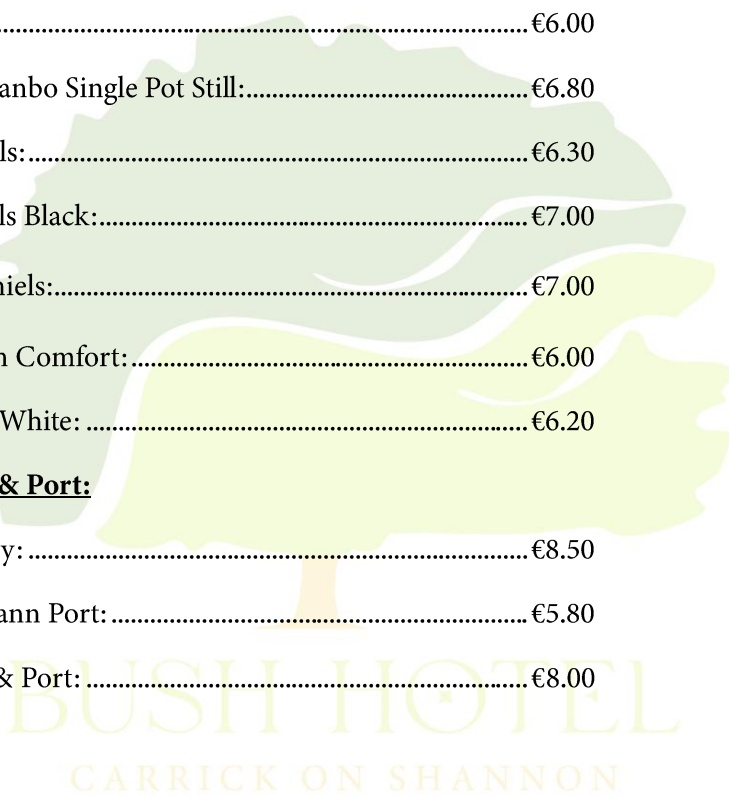 ..........€6.00
anbo Single Pot Still:..........€6.80
ls:..........€6.30
ls Black:..........€7.00
niels:..........€7.00
n Comfort:..........€6.00
White: ..........€6.20
& Port:
y: ..........€8.50
ann Port: ..........€5.80
& Port: ..........€8.00
BUSH HOTEL
CARRICK ON SHANNON